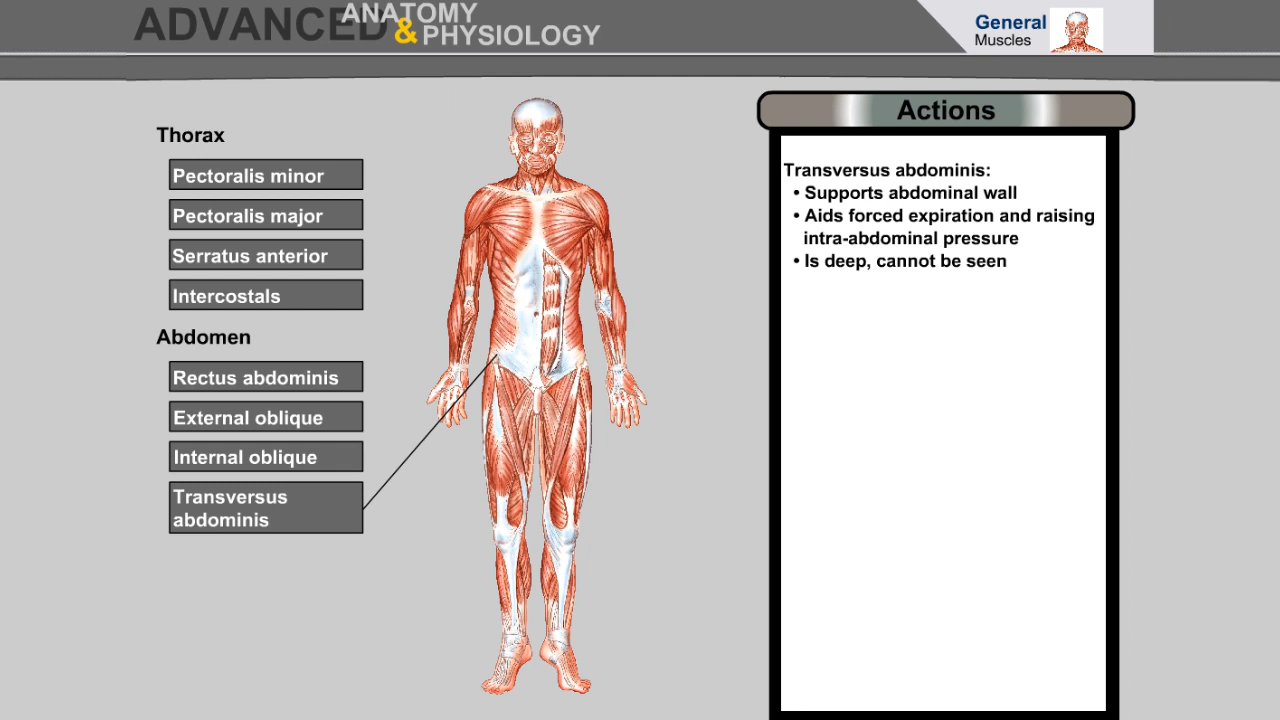 ADVANCED ANATOMY
& PHYSIOLOGY
General
Muscles
Thorax
Pectoralis minor
Pectoralis major
Serratus anterior
Intercostals
Abdomen
Rectus abdominis
External oblique
Internal oblique
Transversus
abdominis
Actions
Transversus abdominis:
• Supports abdominal wall
• Aids forced expiration and raising
intra-abdominal pressure
• Is deep, cannot be seen